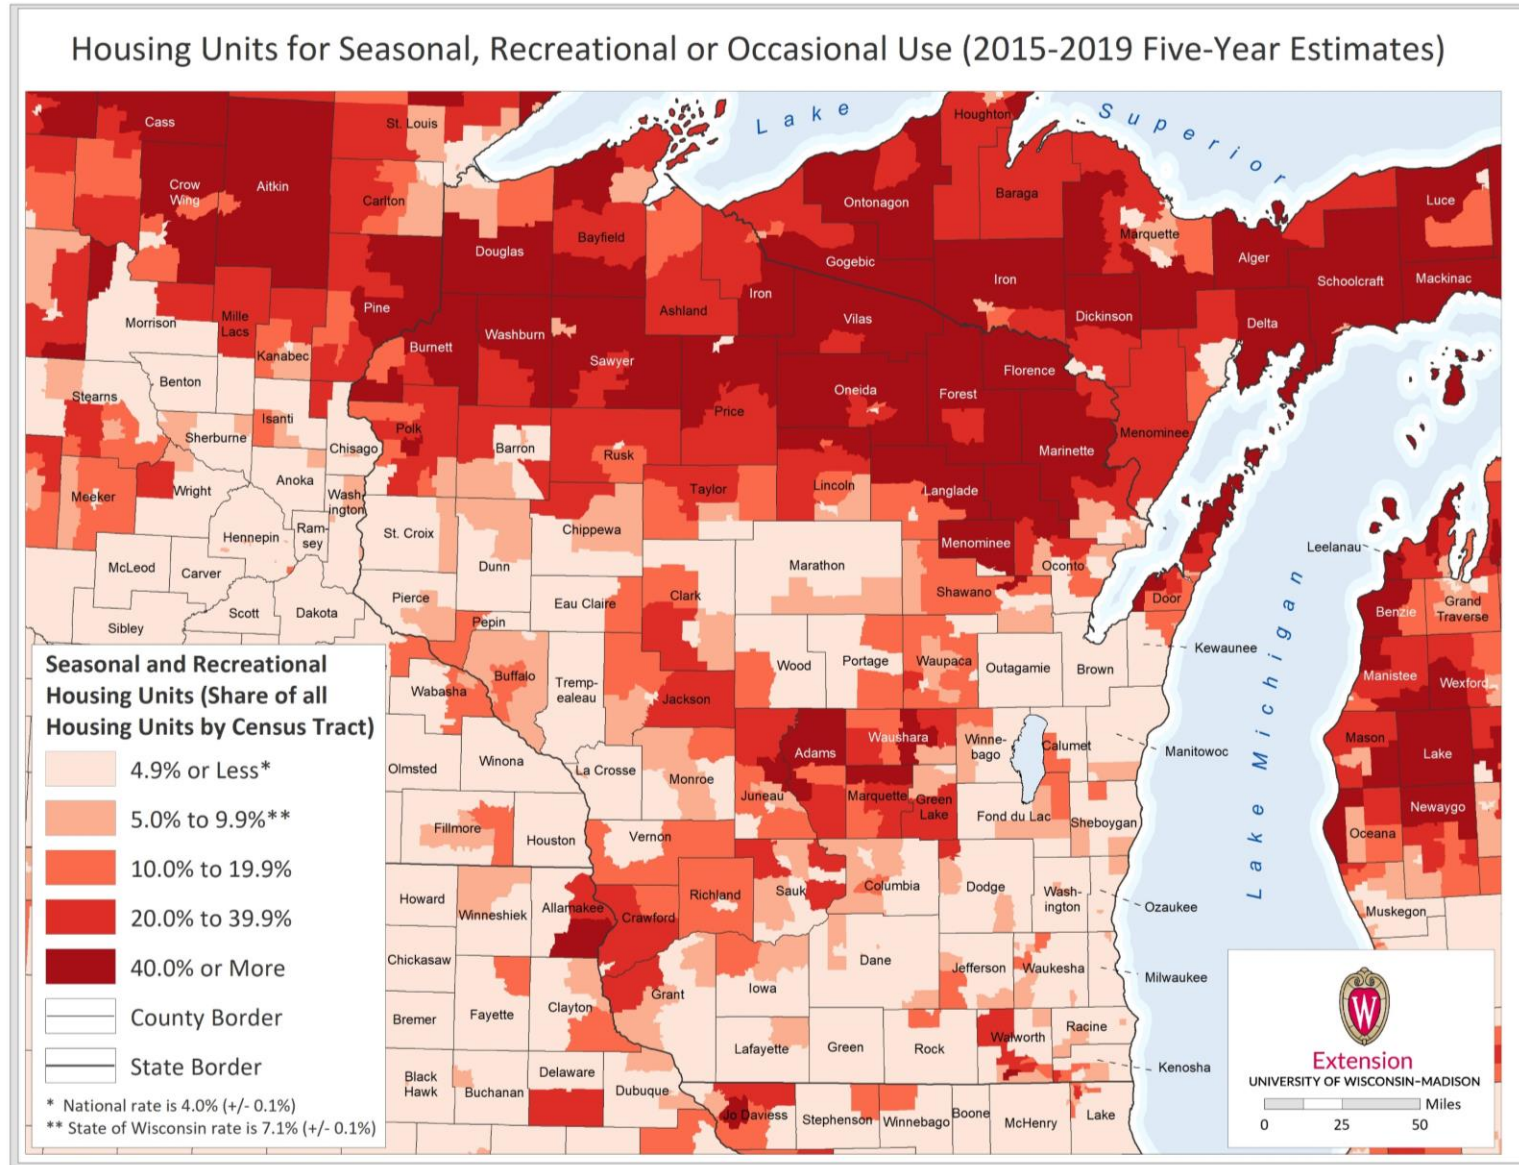 Housing Units for Seasonal, Recreational or Occasional Use (2015-2019 Five-Year Estimates)
Lake Superior
Cass
St. Louis
Houghton
Crow
Wing
Aitkin
Carlton
Bayfield
Douglas
Ontonagon
Baraga
Marquette
Luce
Gogebic
Iron
Alger
Schoolcraft
Mackinac
Morrison
Mille
Lacs
Pine
Kanabec
Burnett
Washburn
Sawyer
Ashland
Iron
Vilas
Dickinson
Delta
Benton
Stearns
Isanti
Sherburne
Chisago
Polk
Barron
Rusk
Price
Oneida
Forest
Florence
Marinette
Menominee
Meeker
Wright
Anoka
Wash-
ington
Hennepin
Ram-
sey
St. Croix
Chippewa
Taylor
Lincoln
Langlade
Menominee
Oconto
Leelanau
McLeod
Carver
Scott
Dakota
Sibley
Dunn
Pierce
Pepin
Eau Claire
Clark
Marathon
Shawano
Door
Benzie
Grand
Traverse
Kewaunee
Wabasha
Buffalo
Tremp-
ealeau
Jackson
Wood
Portage
Waupaca
Outagamie
Brown
Manistee
Wexford
Lake Michigan
Olmsted
Winona
La Crosse
Monroe
Juneau
Adams
Waushara
Winne-
bago
Calumet
Manitowoc
Mason
Lake
Marquette
Green
Lake
Fond du Lac
Sheboygan
Newaygo
Oceana
Fillmore
Houston
Vernon
Richland
Sauk
Columbia
Dodge
Wash-
ington
Ozaukee
Muskegon
Howard
Winneshiek
Allamakee
Crawford
Chickasaw
Grant
Iowa
Dane
Jefferson
Waukesha
Milwaukee
Bremer
Fayette
Clayton
Lafayette
Green
Rock
Walworth
Racine
Kenosha
Black
Hawk
Buchanan
Delaware
Dubuque
Jo Daviess
Stephenson
Winnebago
Boone
McHenry
Lake
Seasonal and Recreational
Housing Units (Share of all
Housing Units by Census Tract)
4.9% or Less*
5.0% to 9.9%**
10.0% to 19.9%
20.0% to 39.9%
40.0% or More
County Border
State Border
* National rate is 4.0% (+/- 0.1%)
** State of Wisconsin rate is 7.1% (+/- 0.1%)
W
Extension
UNIVERSITY OF WISCONSIN–MADISON
Miles
0 25 50